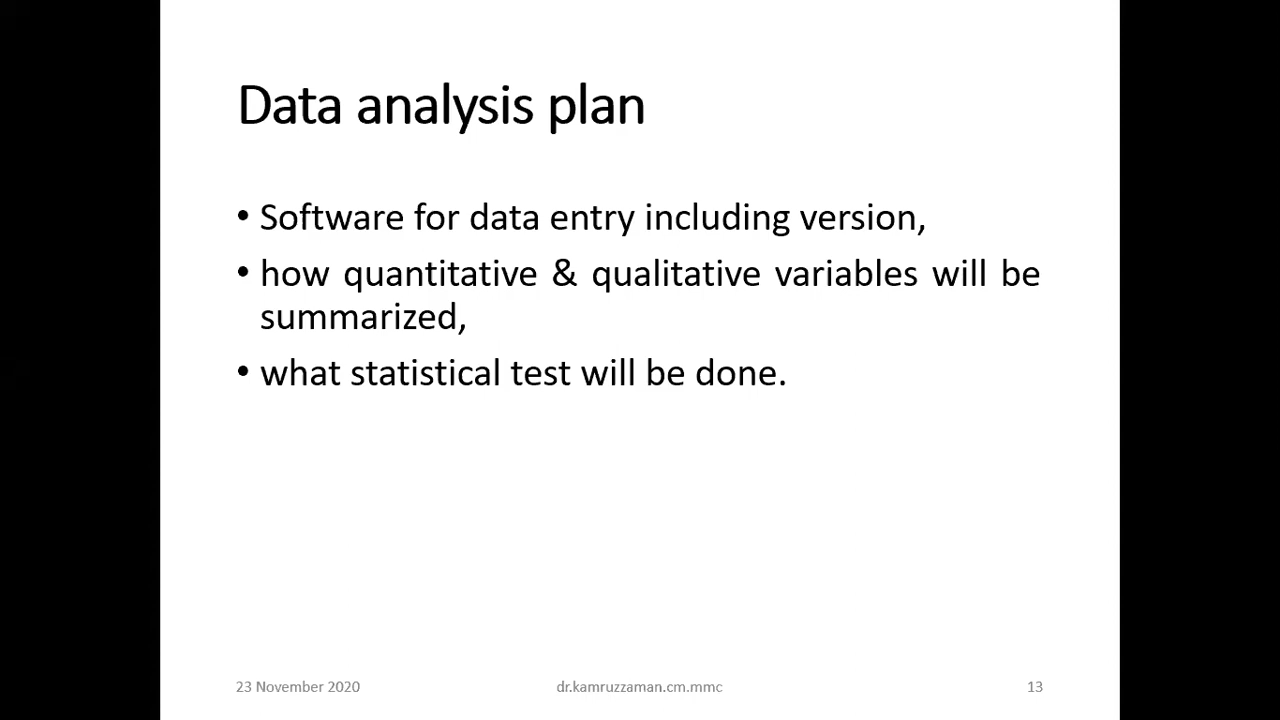 Data analysis plan
• Software for data entry including version,
• how quantitative & qualitative variables will be
summarized,
• what statistical test will be done.
23 November 2020
dr.kamruzzaman.cm.mmc
13